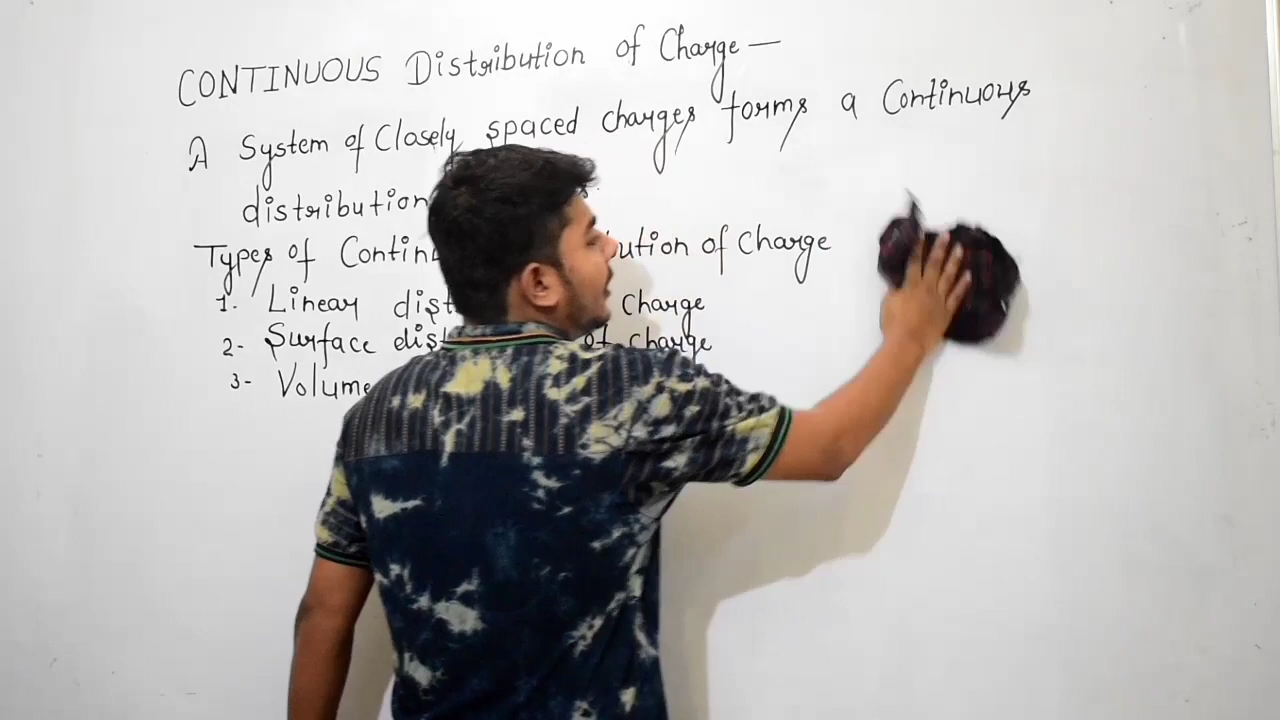 CONTINUOUS Distribution of Charge —
A System of Closely spaced charges forms a Continuous
distribution
Types of Contin ution of Charge
1. Linear dist Charge
2- Surface dist of charge
3- Volume